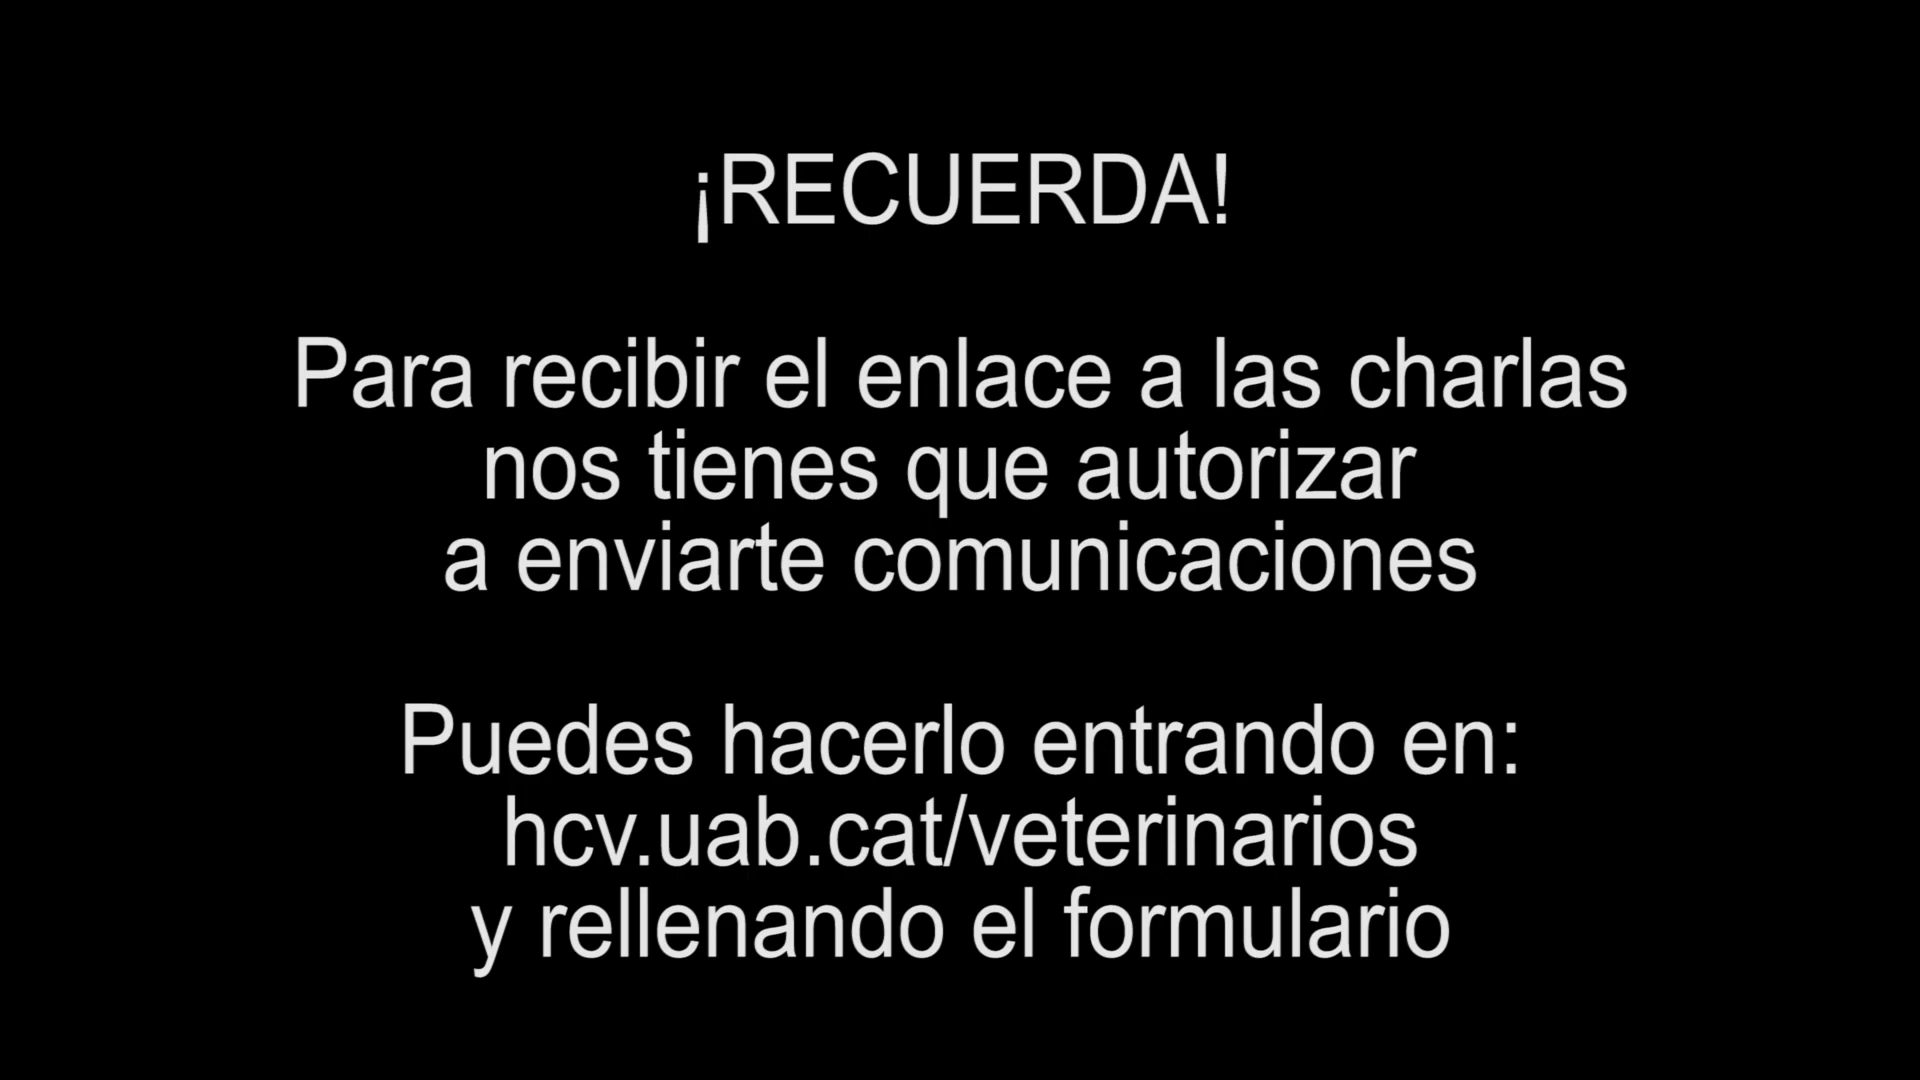 ¡RECUERDA!
Para recibir el enlace a las charlas
nos tienes que autorizar
a enviarte comunicaciones
Puedes hacerlo entrando en:
hcv.uab.cat/veterinarios
y rellenando el formulario